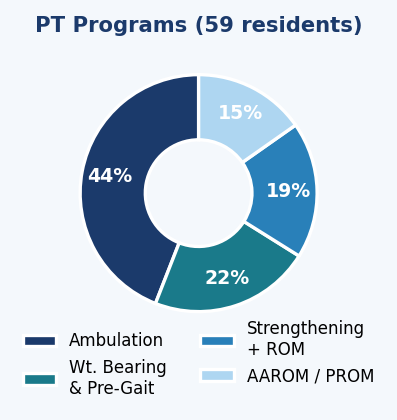 PT Programs (59 residents)
15%
44%
19%
22%
Ambulation
Wt. Bearing
& Pre-Gait
Strengthening
+ ROM
AAROM / PROM